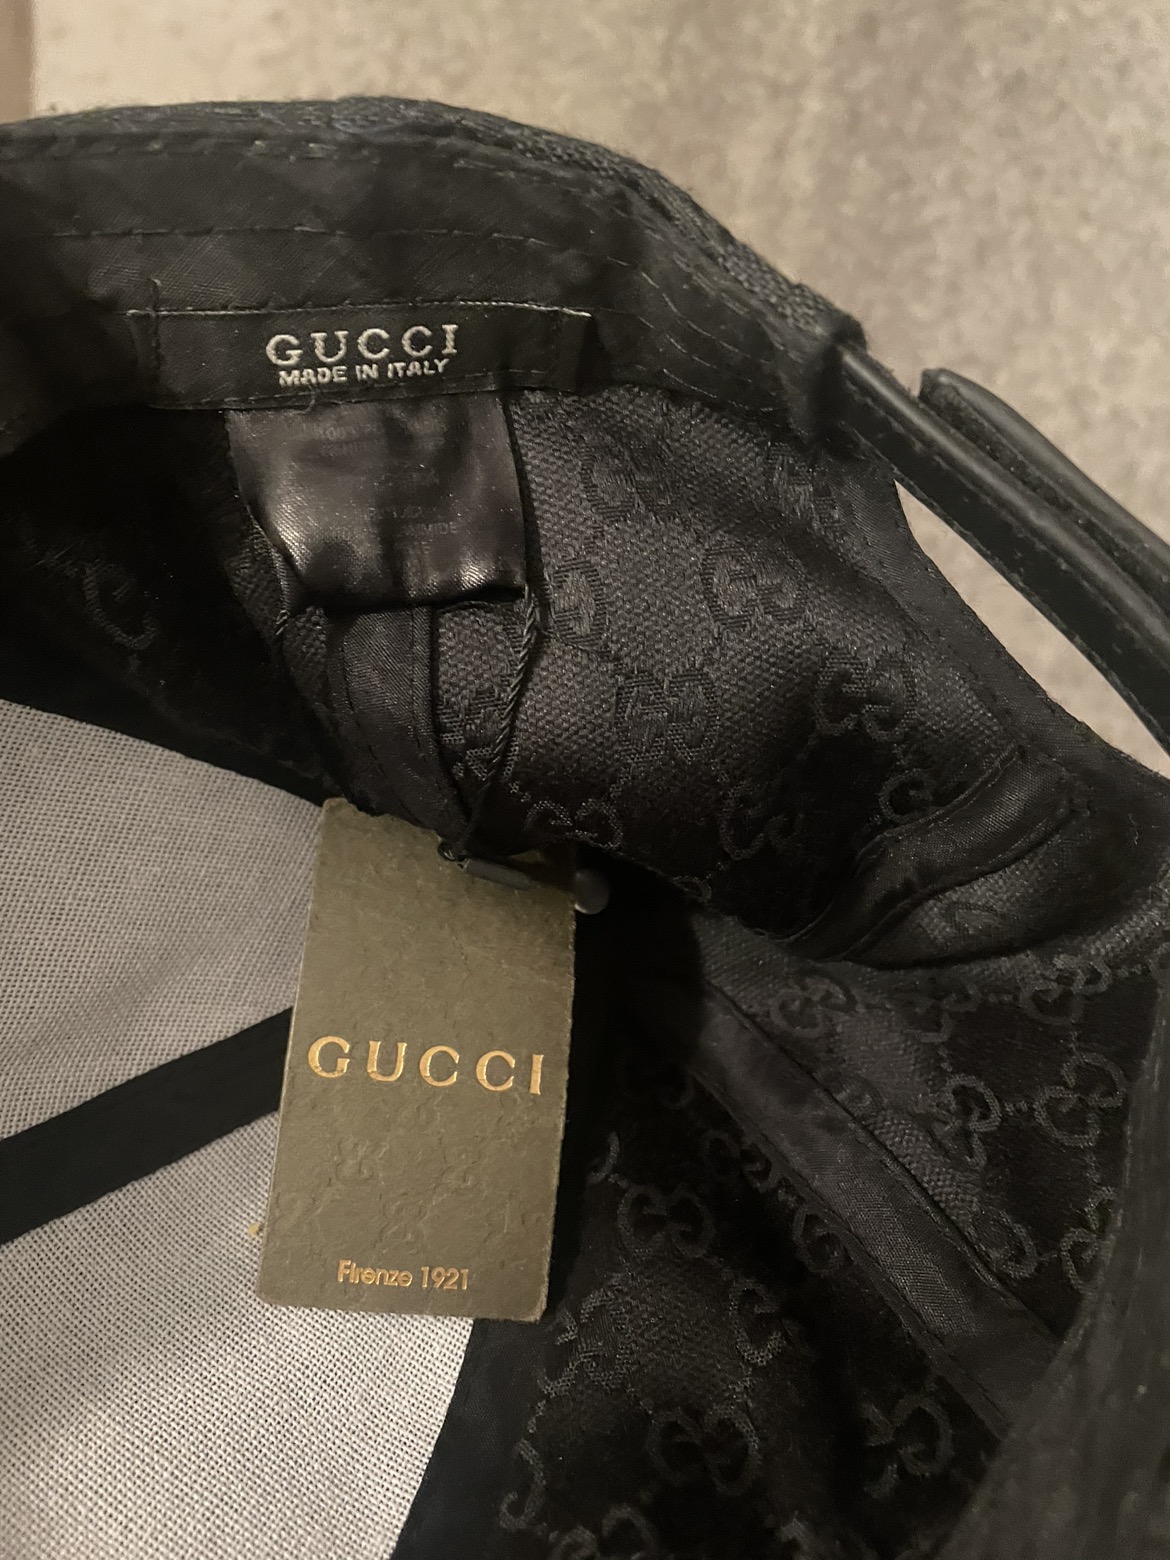 GUCCI
MADE IN ITALY
GUCCI
Firenze 1921